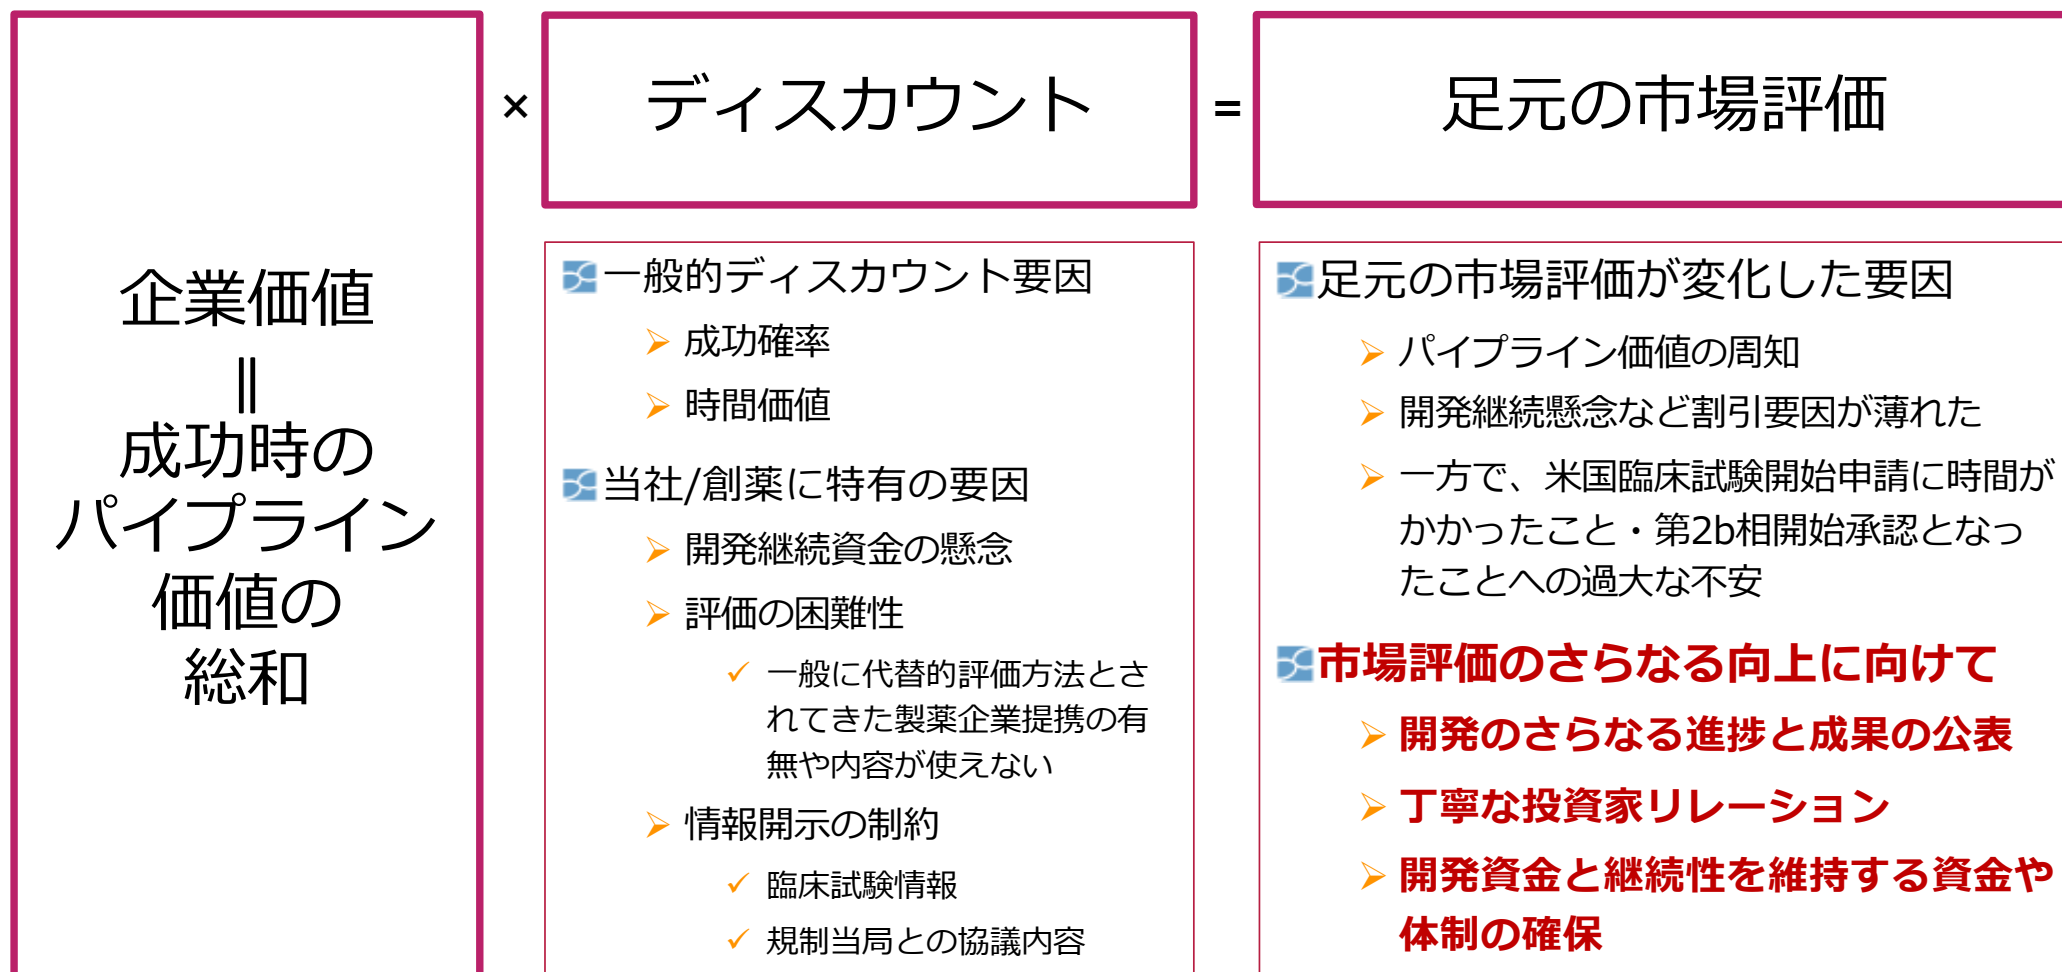 企業価値
||
成功時の
パイプライン
価値の
総和
×
ディスカウント
=
足元の市場評価
一般的ディスカウント要因
成功確率
時間価値
当社/創薬に特有の要因
開発継続資金の懸念
評価の困難性
一般に代替的評価方法とさ
れてきた製薬企業提携の有
無や内容が使えない
情報開示の制約
臨床試験情報
規制当局との協議内容
足元の市場評価が変化した要因
パイプライン価値の周知
開発継続懸念など割引要因が薄れた
一方で、米国臨床試験開始申請に時間が
かかったこと・第2b相開始承認となっ
たことへの過大な不安
市場評価のさらなる向上に向けて
開発のさらなる進捗と成果の公表
丁寧な投資家リレーション
開発資金と継続性を維持する資金や
体制の確保